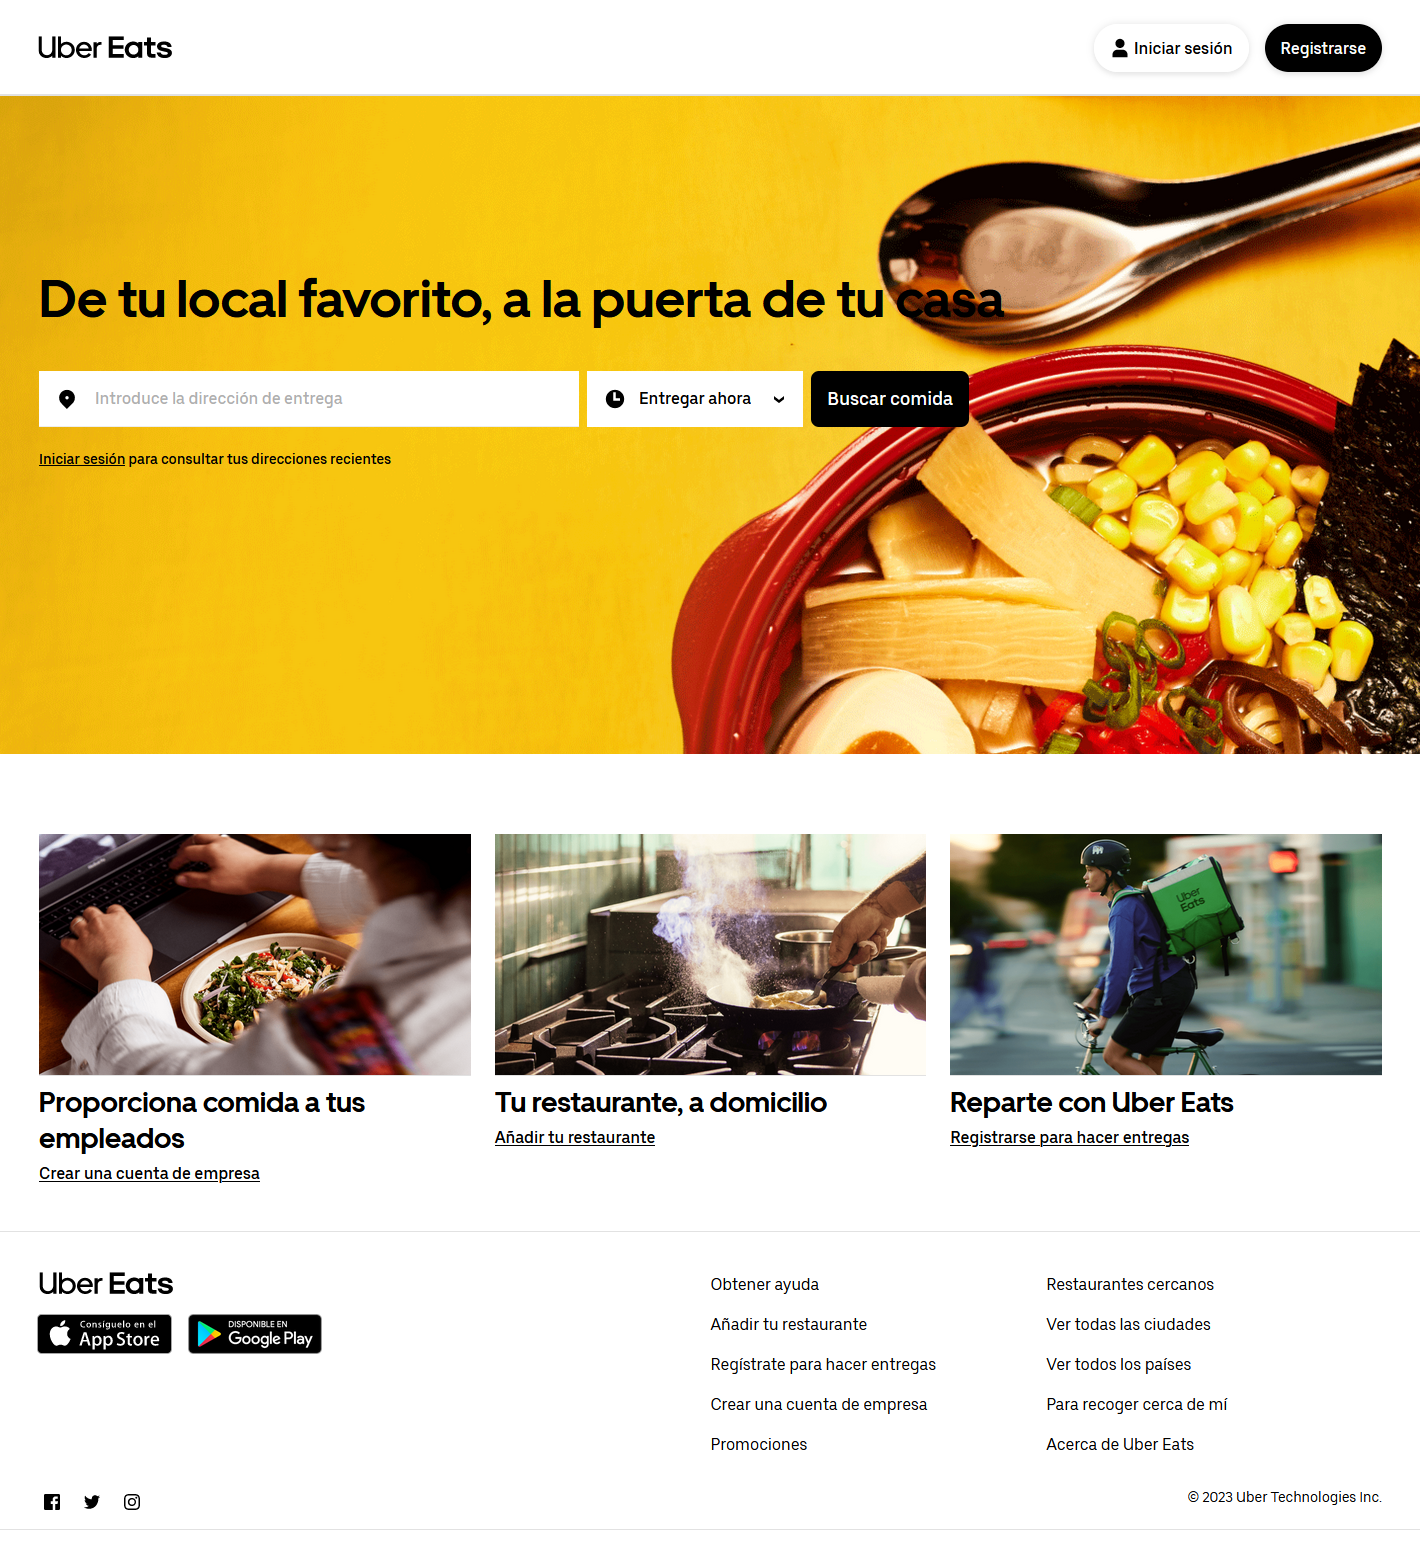 Uber Eats
Iniciar sesión
Registrarse
De tu local favorito, a la puerta de tu casa
Introduce la dirección de entrega
Entregar ahora
Buscar comida
Iniciar sesión para consultar tus direcciones recientes
Uber
Eats
Proporciona comida a tus
empleados
Crear una cuenta de empresa
Tu restaurante, a domicilio
Añadir tu restaurante
Reparte con Uber Eats
Registrarse para hacer entregas
Uber Eats
Consíguelo en el
App Store
DISPONIBLE EN
Google Play
Obtener ayuda
Añadir tu restaurante
Regístrate para hacer entregas
Crear una cuenta de empresa
Promociones
Restaurantes cercanos
Ver todas las ciudades
Ver todos los países
Para recoger cerca de mí
Acerca de Uber Eats
© 2023 Uber Technologies Inc.